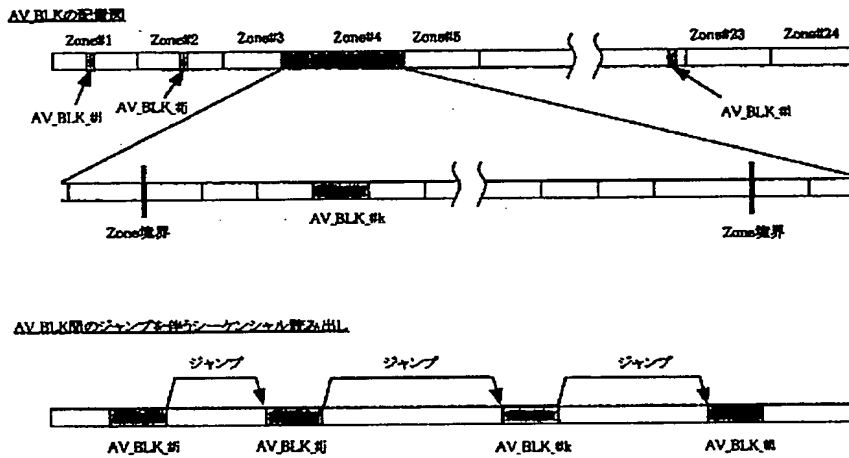 AV_BLKの配置図
Zone#1 Zone#2 Zone#3 Zone#4 Zone#5 Zone#23 Zone#24
AV_BLK_#i AV_BLK_#j AV_BLK_#l
AV_BLK_#k
Zone境界 Zone境界
AV_BLK間のジャンプを伴うシーケンシャル読み出し
ジャンプ ジャンプ ジャンプ
AV_BLK_#i AV_BLK_#j AV_BLK_#k AV_BLK_#l